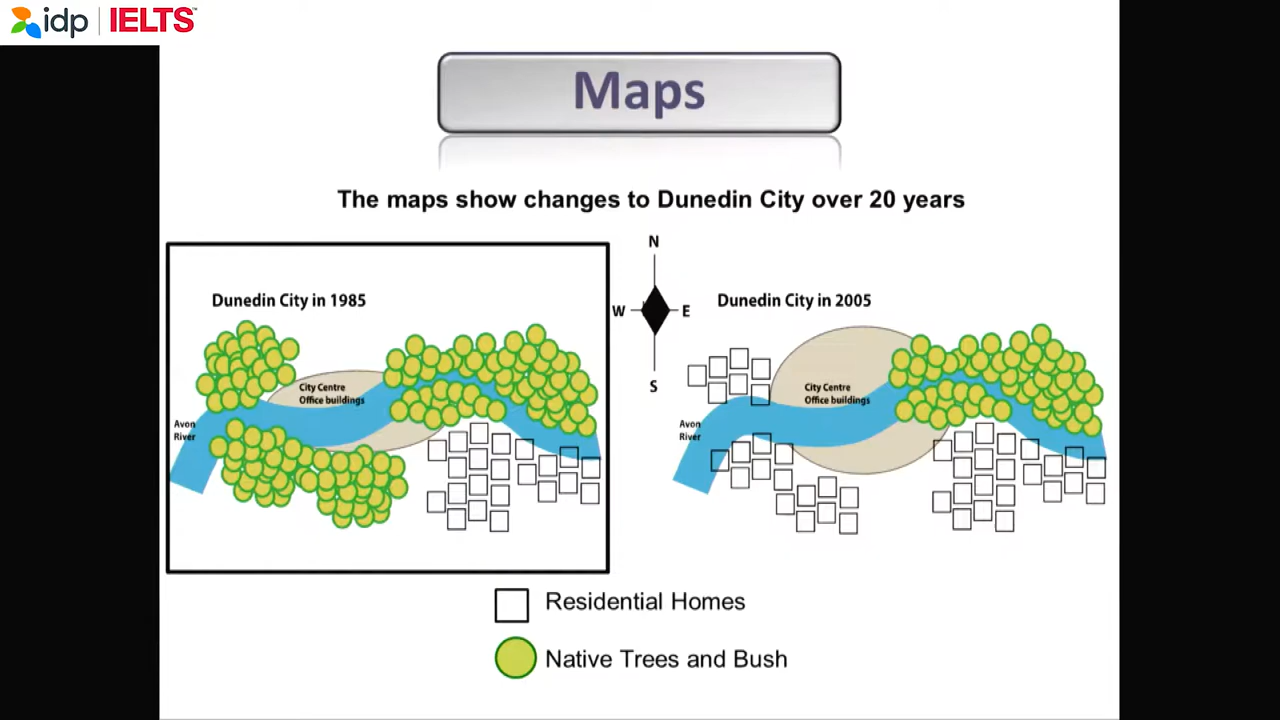 idp | IELTS™
Maps
The maps show changes to Dunedin City over 20 years
N
W
E
S
Dunedin City in 1985
City Centre
Office buildings
Avon
River
Dunedin City in 2005
City Centre
Office buildings
Avon
River
Residential Homes
Native Trees and Bush